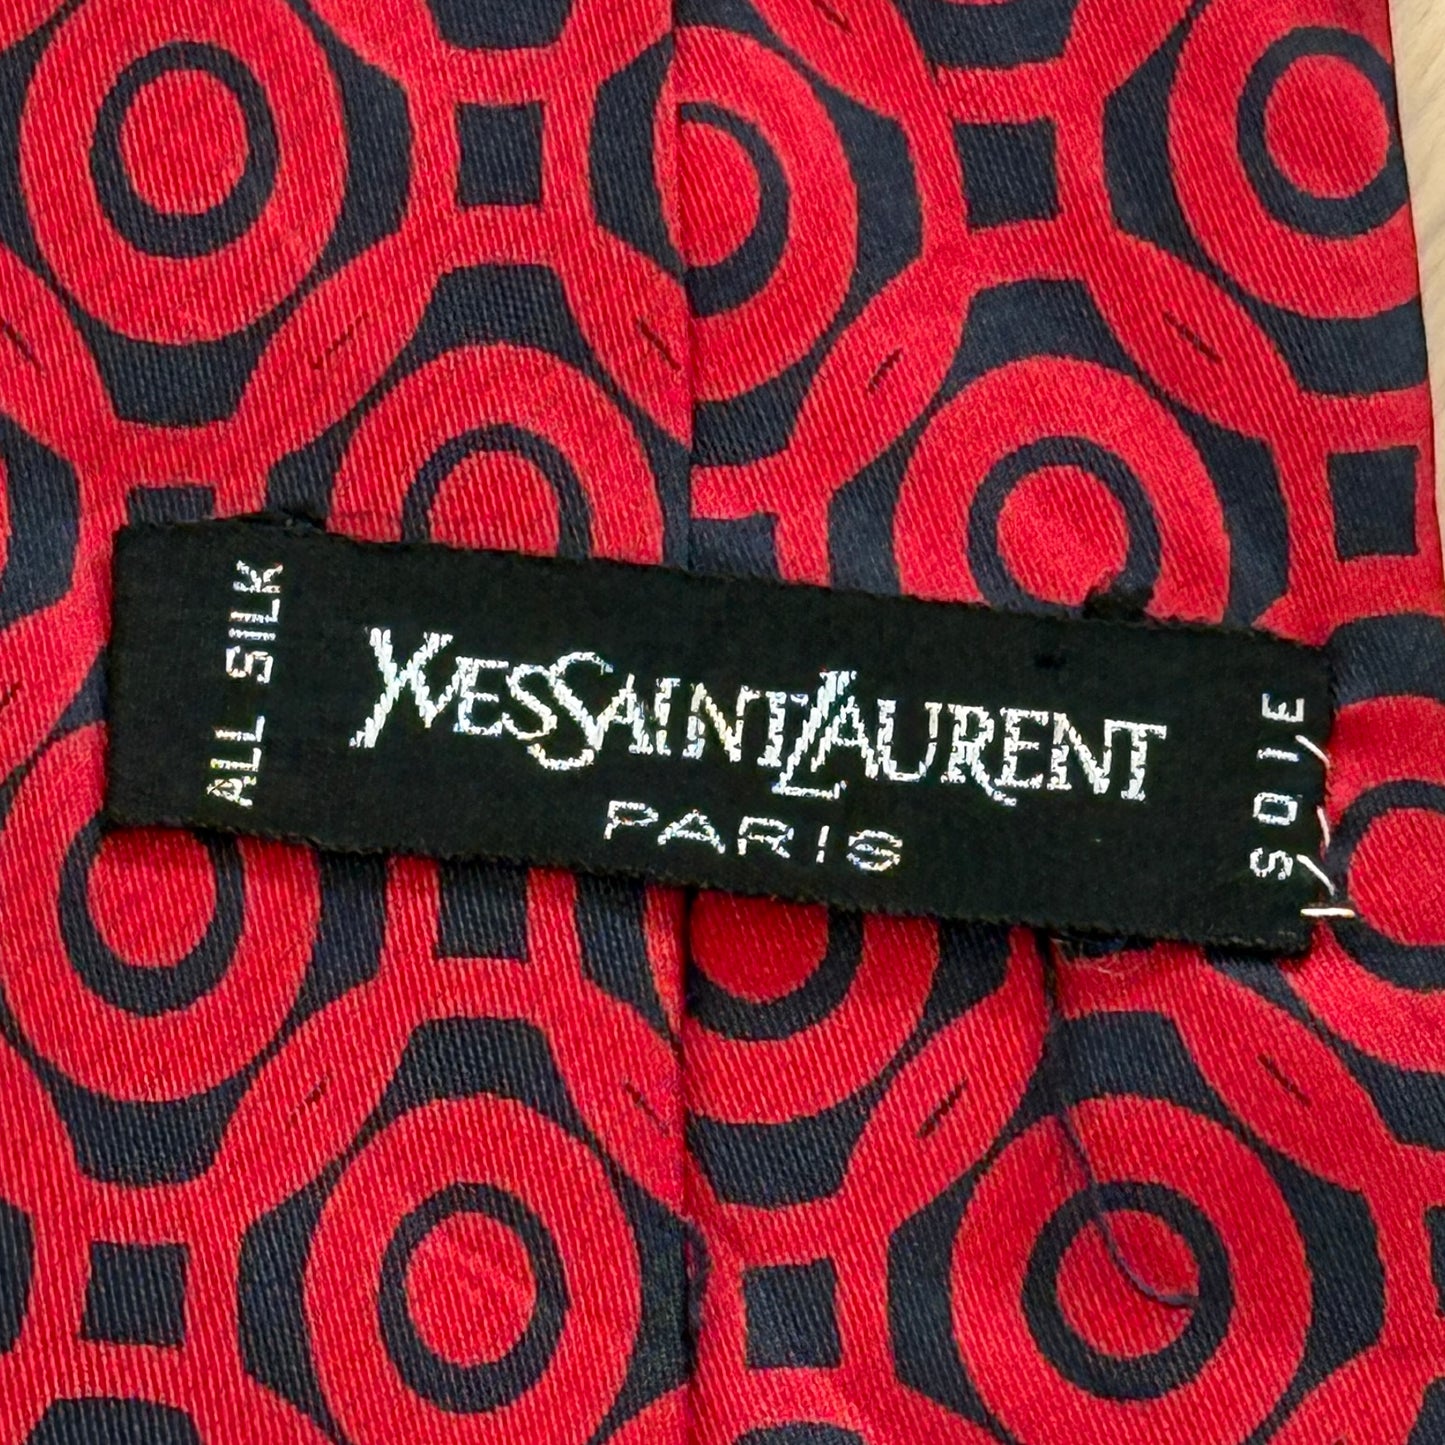 ALL SILK
YVESSAINTLAURENT
PARIS
SOIE